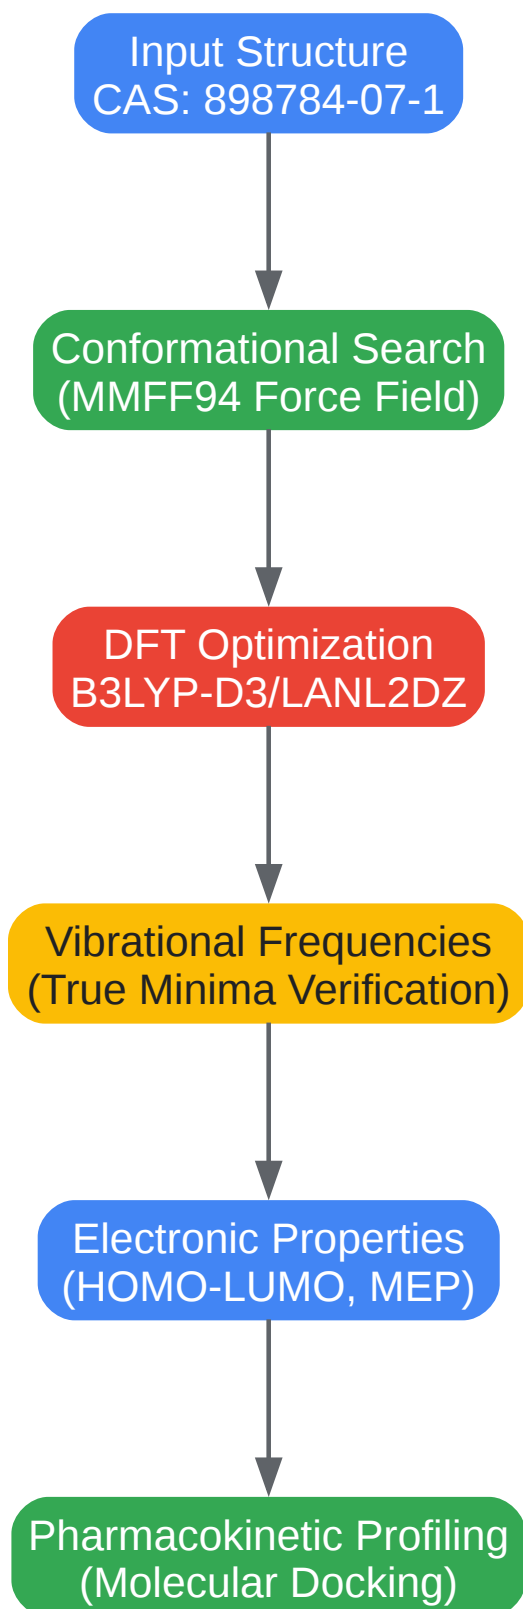 Input Structure
CAS: 898784-07-1
Conformational Search
(MMFF94 Force Field)
DFT Optimization
B3LYP-D3/LANL2DZ
Vibrational Frequencies
(True Minima Verification)
Electronic Properties
(HOMO-LUMO, MEP)
Pharmacokinetic Profiling
(Molecular Docking)